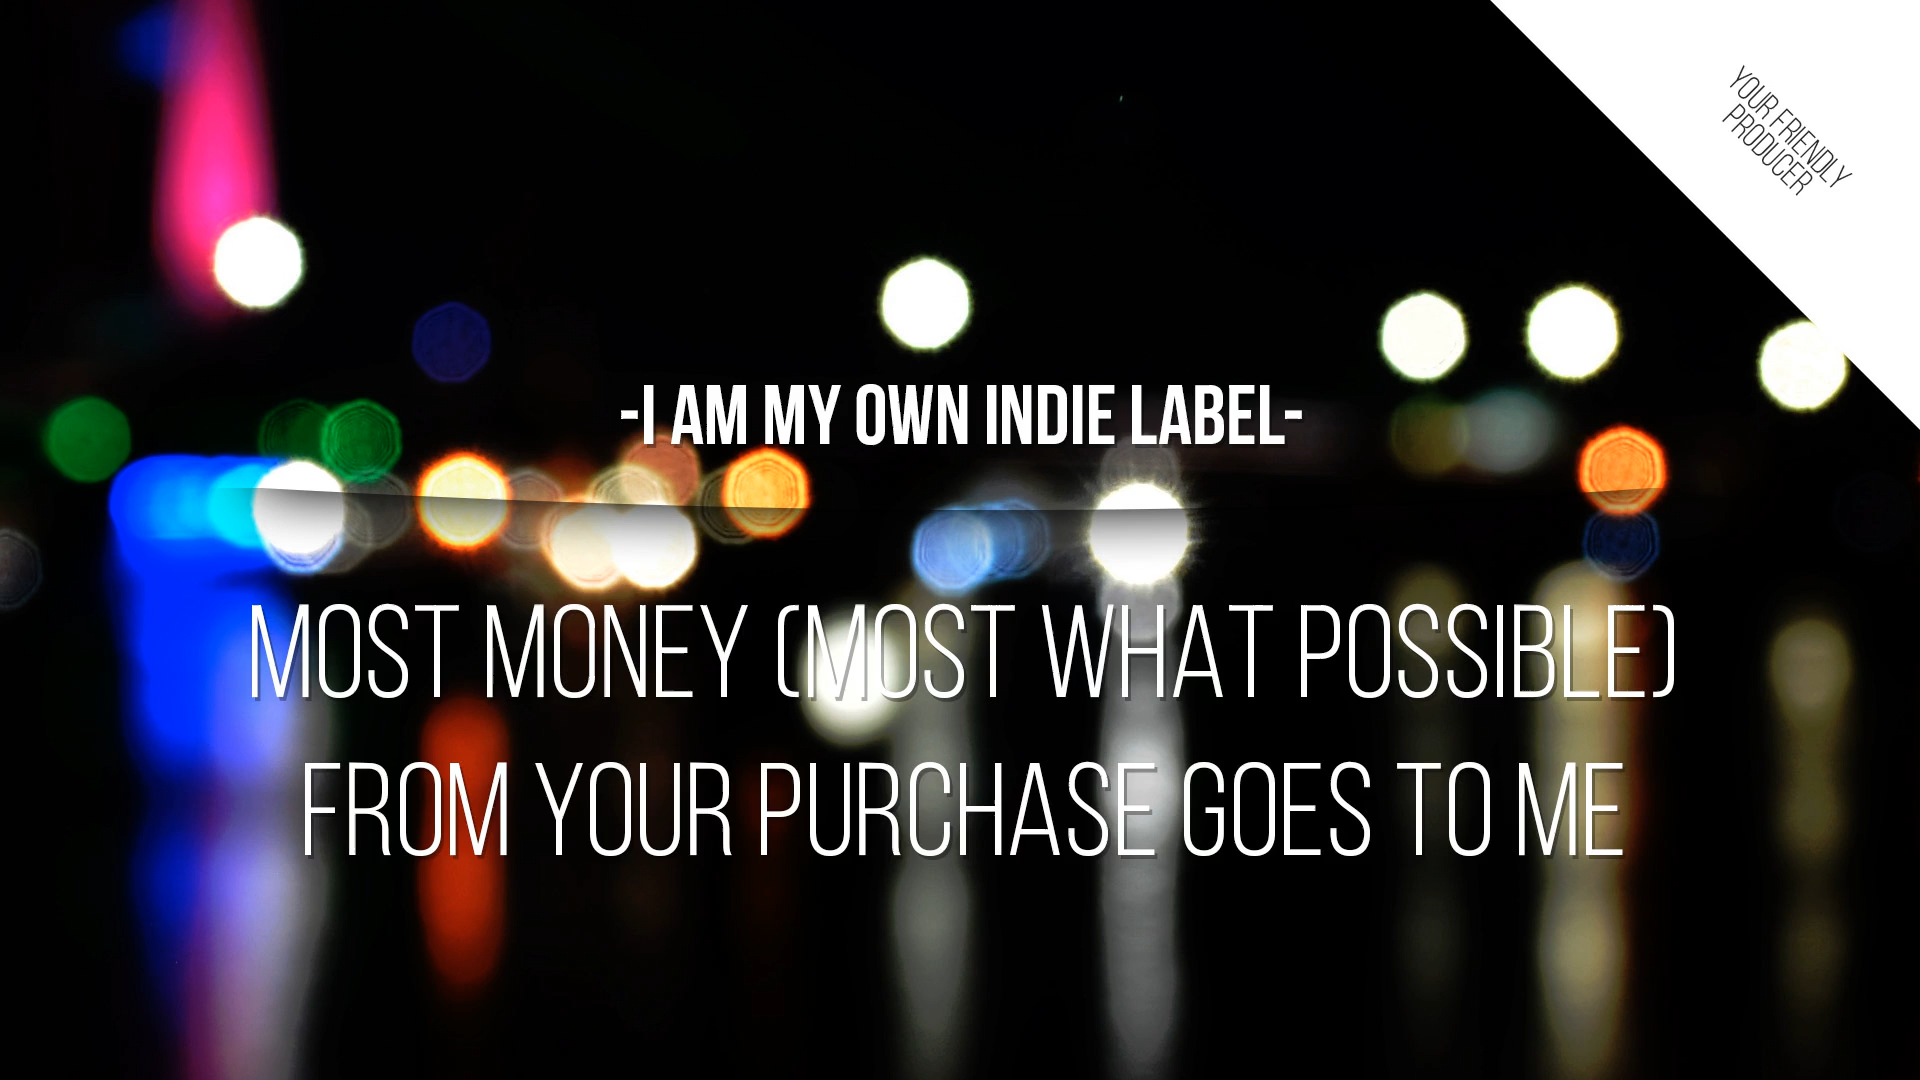 YOUR FRIENDLY
PRODUCER
-I AM MY OWN INDIE LABEL-
MOST MONEY (MOST WHAT POSSIBLE)
FROM YOUR PURCHASE GOES TO ME